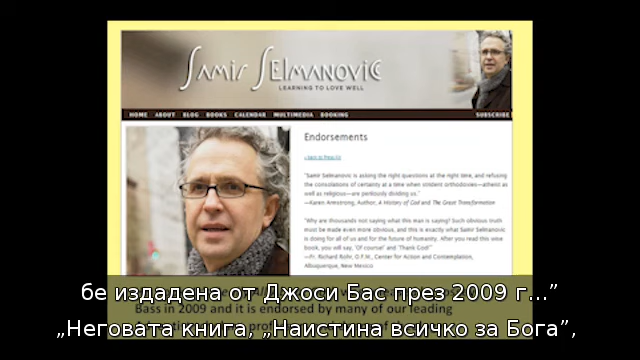 SAMIR SELMANOVIC
LEARNING TO LOVE WELL
HOME ABOUT BLOG BOOKS CALENDAR MULTIMEDIA BOOKING SUBSCRIBE
Endorsements
« back to Press Kit
"Samir Selmanovic is asking the right questions at the right time, and refusing
the consolations of certainty at a time when strident orthodoxies—atheist as
well as religious—are perilously dividing us."
—Karen Armstrong, Author, A History of God and The Great Transformation
"Why are thousands not saying what this man is saying? Such obvious truth
must be made even more obvious, and this is exactly what Samir Selmanovic
is doing for all of us and for the future of humanity. After you read this wise
book, you will say, 'Of course!' and 'Thank God!'"
—Fr. Richard Rohr, O.F.M., Center for Action and Contemplation,
Albuquerque, New Mexico
бе издадена от Джоси Бас през 2009 г...”
Bass in 2009 and it is endorsed by many of our leading
„Неговата книга, „Наистина всичко за Бога”,